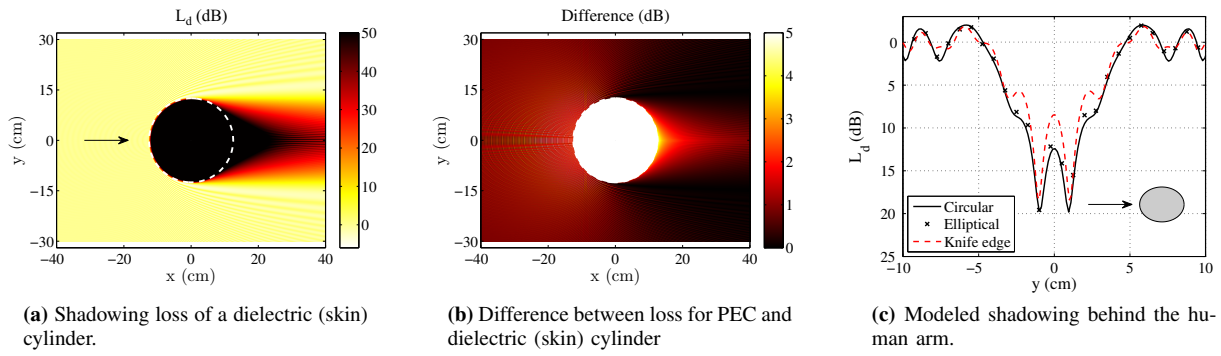 L_d (dB)
30
15
0
−15
−30
y (cm)
−40
−20
0
20
40
x (cm)
50
40
30
20
10
0
Difference (dB)
30
15
0
−15
−30
y (cm)
−40
−20
0
20
40
x (cm)
5
4
3
2
1
0
0
5
10
15
20
25
L_d (dB)
−10
−5
0
5
10
y (cm)
Circular
Elliptical
Knife edge
(a) Shadowing loss of a dielectric (skin)
cylinder.
(b) Difference between loss for PEC and
dielectric (skin) cylinder
(c) Modeled shadowing behind the hu-
man arm.